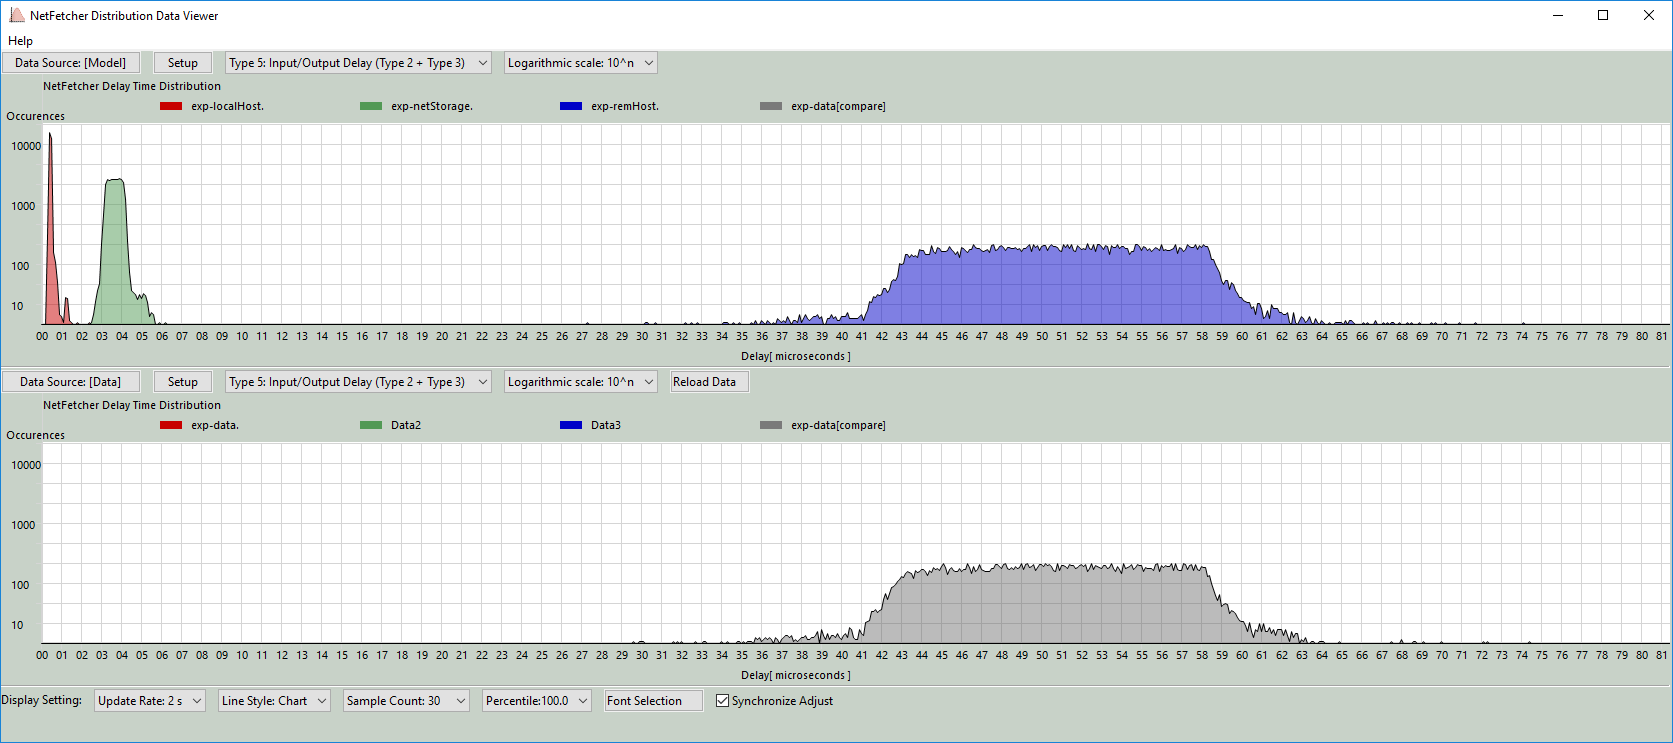 NetFetcher Distribution Data Viewer
Help
Data Source: [Model] Setup Type 5: Input/Output Delay (Type 2 + Type 3) Logarithmic scale: 10^n
NetFetcher Delay Time Distribution
exp-localHost. exp-netStorage. exp-remHost. exp-data[compare]
Occurences
10000
1000
100
10
00 01 02 03 04 05 06 07 08 09 10 11 12 13 14 15 16 17 18 19 20 21 22 23 24 25 26 27 28 29 30 31 32 33 34 35 36 37 38 39 40 41 42 43 44 45 46 47 48 49 50 51 52 53 54 55 56 57 58 59 60 61 62 63 64 65 66 67 68 69 70 71 72 73 74 75 76 77 78 79 80 81
Delay[ microseconds ]
Data Source: [Data] Setup Type 5: Input/Output Delay (Type 2 + Type 3) Logarithmic scale: 10^n Reload Data
NetFetcher Delay Time Distribution
exp-data. Data2 Data3 exp-data[compare]
Occurences
10000
1000
100
10
00 01 02 03 04 05 06 07 08 09 10 11 12 13 14 15 16 17 18 19 20 21 22 23 24 25 26 27 28 29 30 31 32 33 34 35 36 37 38 39 40 41 42 43 44 45 46 47 48 49 50 51 52 53 54 55 56 57 58 59 60 61 62 63 64 65 66 67 68 69 70 71 72 73 74 75 76 77 78 79 80 81
Delay[ microseconds ]
Display Setting: Update Rate: 2 s Line Style: Chart Sample Count: 30 Percentile:100.0 Font Selection Synchronize Adjust